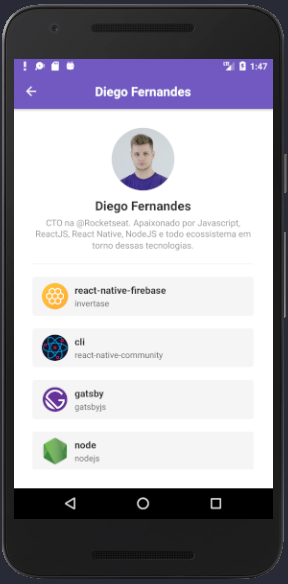 1:47
Diego Fernandes
Diego Fernandes
CTO na @Rocketseat. Apaixonado por Javascript,
ReactJS, React Native, NodeJS e todo ecossistema em
torno dessas tecnologias.
react-native-firebase
invertase
cli
react-native-community
gatsby
gatsbyjs
node
nodejs